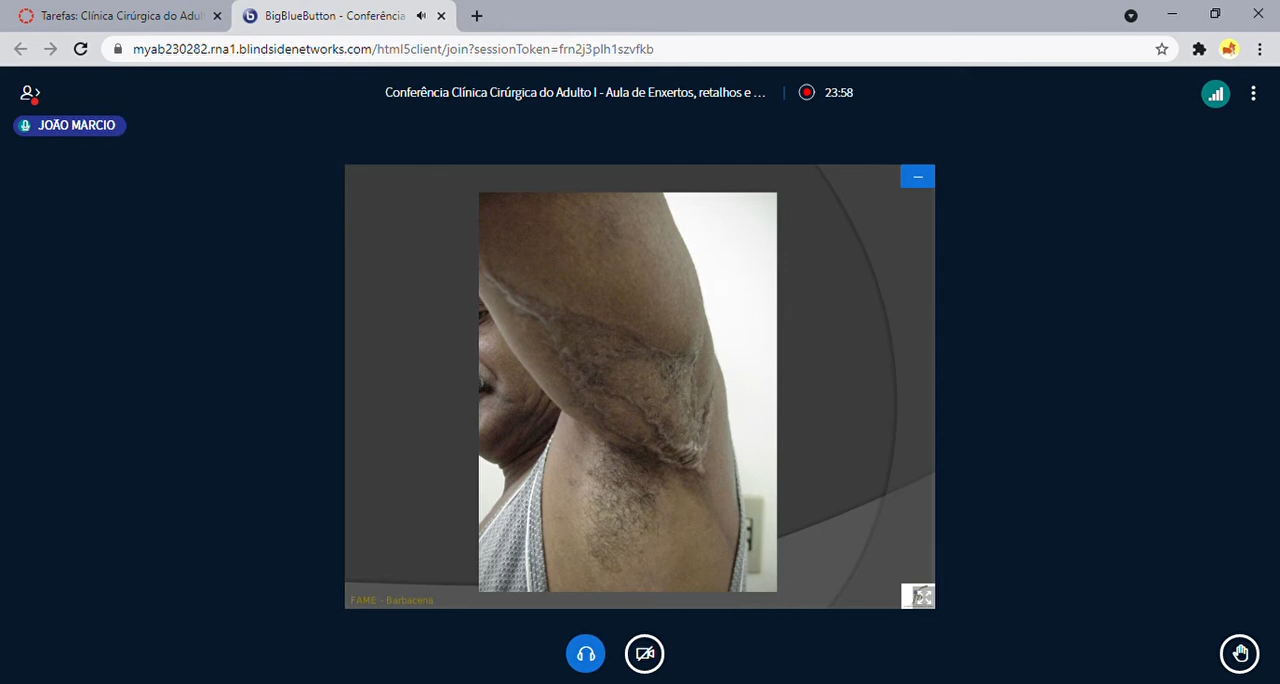 Tarefas: Clínica Cirúrgica do Adul
BigBlueButton - Conferência
myab230282.rna1.blindsidenetworks.com/html5client/join?sessionToken=frn2j3plh1szvfkb
Conferência Clínica Cirúrgica do Adulto I - Aula de Enxertos, retalhos e ...
23:58
JOÃO MARCIO
FAME - Barbacena